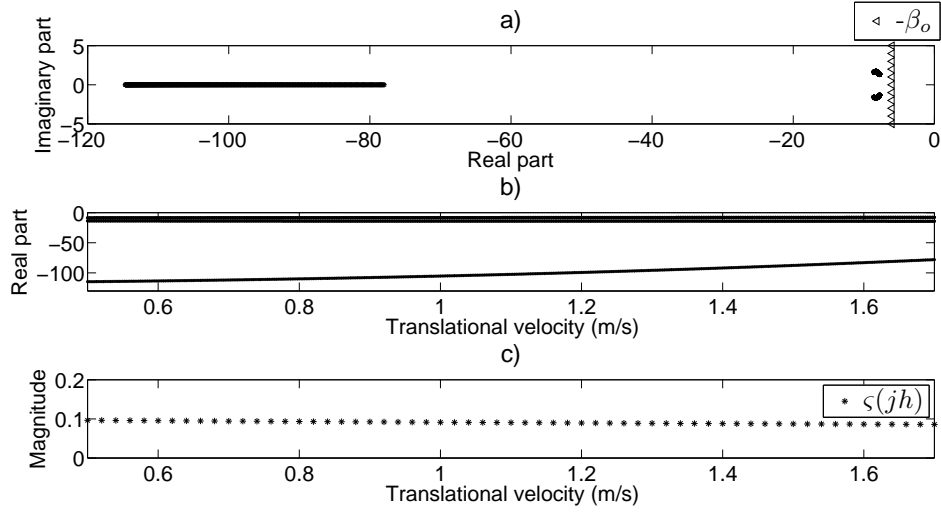 a)
-β_o
Imaginary part
5
0
-5
-120
-100
-80
-60
-40
-20
0
Real part
b)
Real part
0
-50
-100
0.6
0.8
1
1.2
1.4
1.6
Translational velocity (m/s)
c)
Magnitude
0.2
0.1
0
ς(jh)
0.6
0.8
1
1.2
1.4
1.6
Translational velocity (m/s)